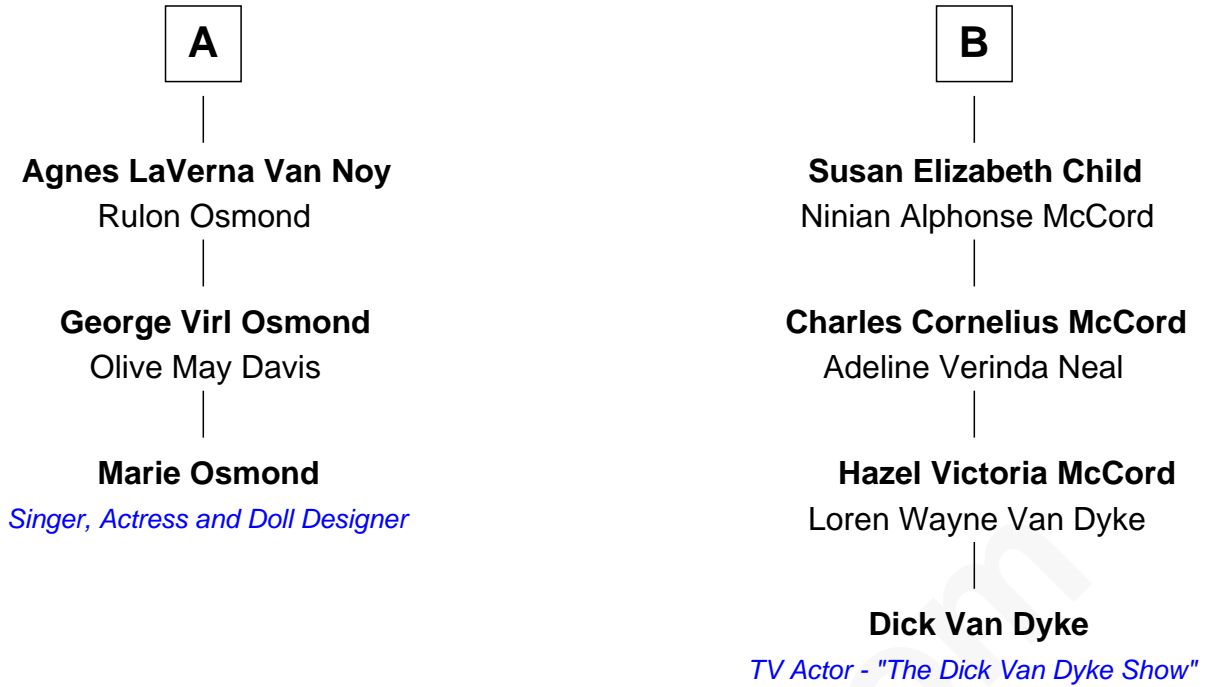 A
Agnes LaVerna Van Noy
Rulon Osmond
George Virl Osmond
Olive May Davis
Marie Osmond
Singer, Actress and Doll Designer
B
Susan Elizabeth Child
Ninian Alphonse McCord
Charles Cornelius McCord
Adeline Verinda Neal
Hazel Victoria McCord
Loren Wayne Van Dyke
Dick Van Dyke
TV Actor - "The Dick Van Dyke Show"